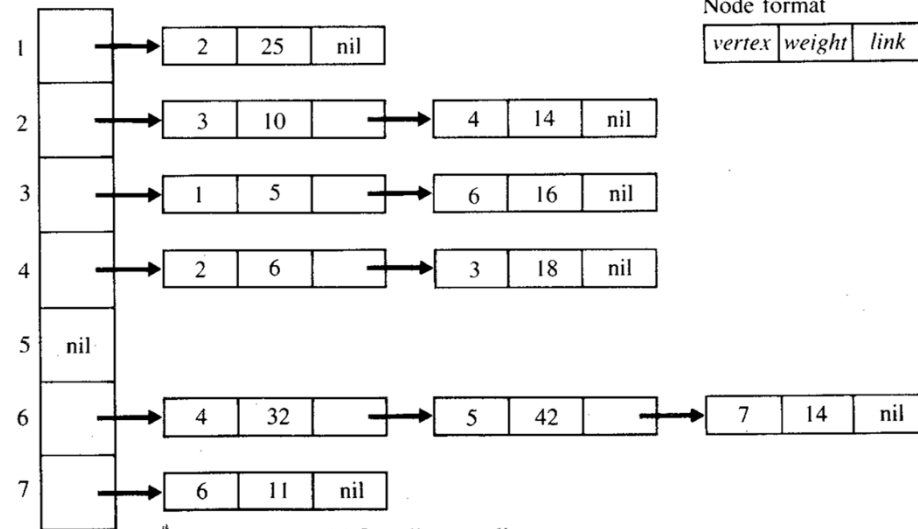 Node format
vertex weight link
1 2 25 nil
2 3 10 4 14 nil
3 1 5 6 16 nil
4 2 6 3 18 nil
5 nil
6 4 32 5 42 7 14 nil
7 6 11 nil